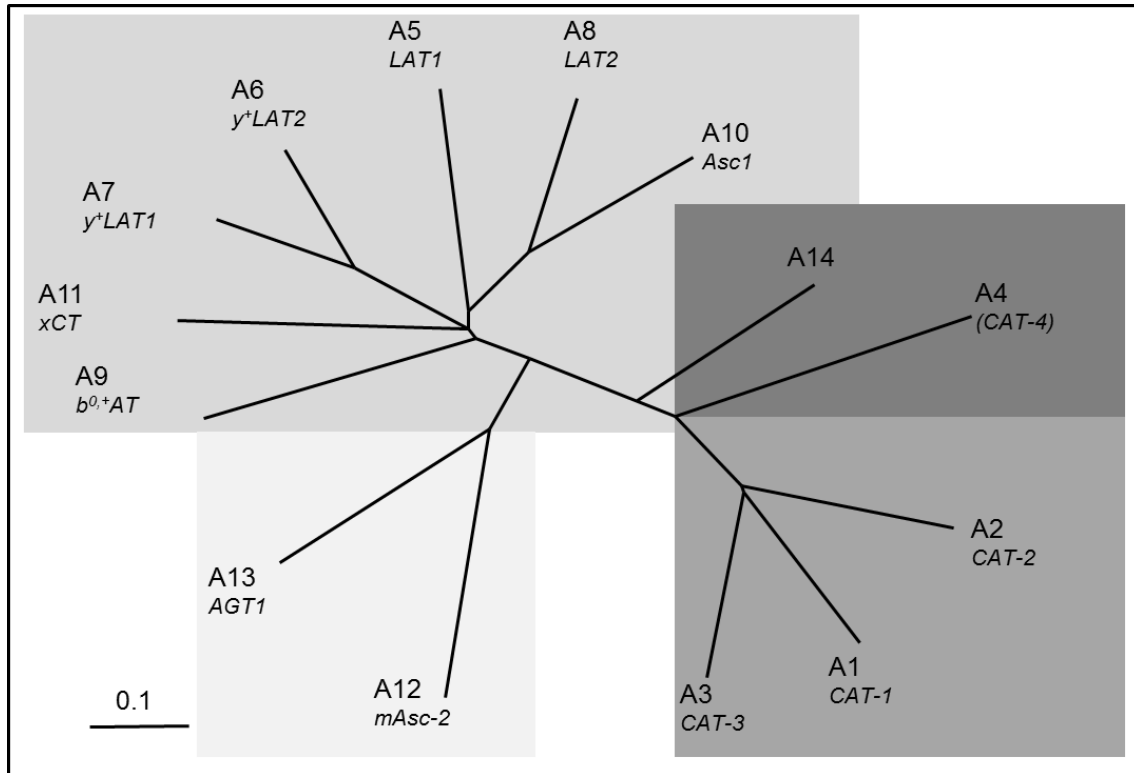 A5
LAT1
A8
LAT2
A6
y⁺LAT2
A10
Asc1
A7
y⁺LAT1
A14
A11
xCT
A4
(CAT-4)
A9
b⁰,⁺AT
A2
CAT-2
A13
AGT1
A1
CAT-1
A3
CAT-3
A12
mAsc-2
0.1